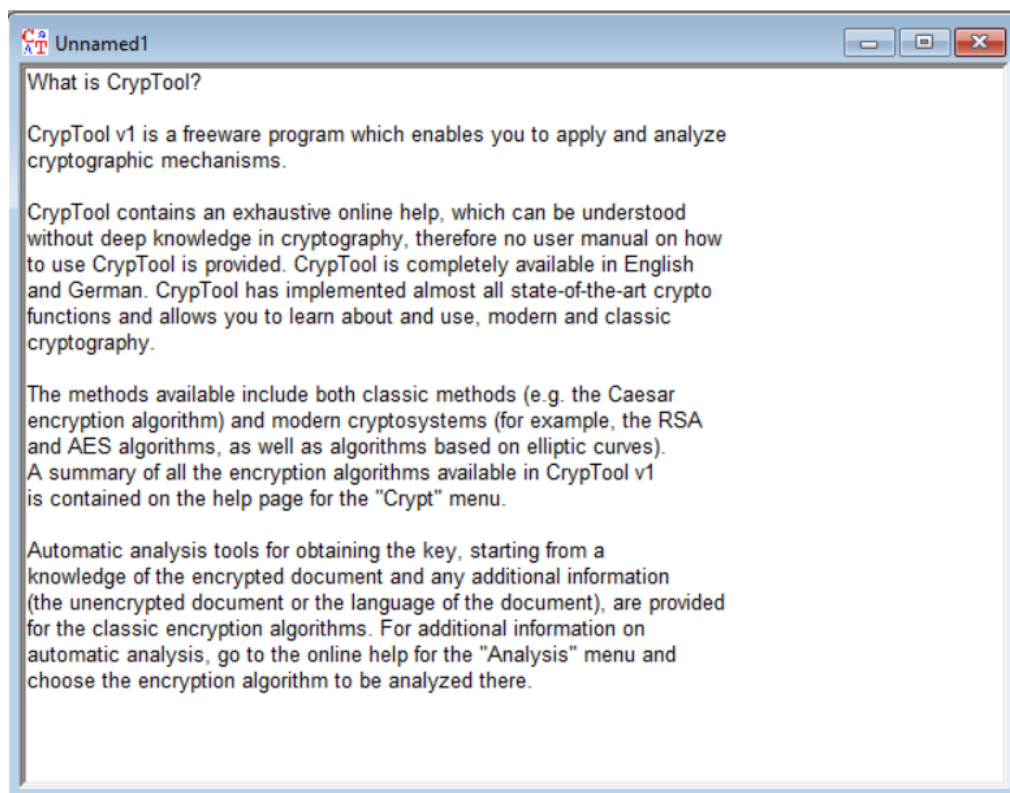 Unnamed1
What is CrypTool?
CrypTool v1 is a freeware program which enables you to apply and analyze
cryptographic mechanisms.
CrypTool contains an exhaustive online help, which can be understood
without deep knowledge in cryptography, therefore no user manual on how
to use CrypTool is provided. CrypTool is completely available in English
and German. CrypTool has implemented almost all state-of-the-art crypto
functions and allows you to learn about and use, modern and classic
cryptography.
The methods available include both classic methods (e.g. the Caesar
encryption algorithm) and modern cryptosystems (for example, the RSA
and AES algorithms, as well as algorithms based on elliptic curves).
A summary of all the encryption algorithms available in CrypTool v1
is contained on the help page for the "Crypt" menu.
Automatic analysis tools for obtaining the key, starting from a
knowledge of the encrypted document and any additional information
(the unencrypted document or the language of the document), are provided
for the classic encryption algorithms. For additional information on
automatic analysis, go to the online help for the "Analysis" menu and
choose the encryption algorithm to be analyzed there.